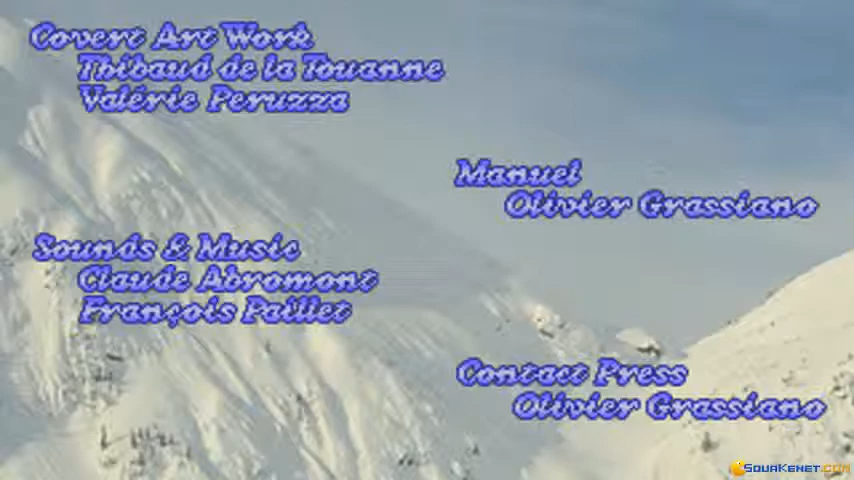 Covert Art Work
Thibaud de la Touanne
Valérie Peruzza
Manuel
Olivier Grassiano
Sounds & Music
Claude Abromont
François Paillet
Contact Press
Olivier Grassiano
SquaKenet.com